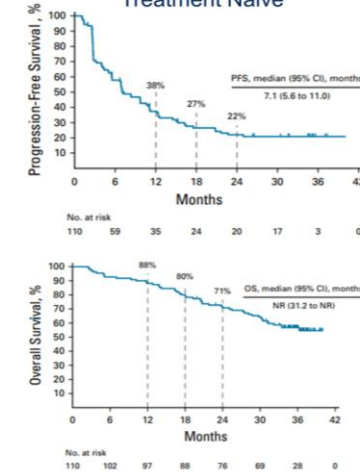 Treatment Naïve
Progression-Free Survival, %
100
90
80
70
60
50
40
30
20
10
38%
27%
22%
PFS, median (95% CI), months
7.1 (5.6 to 11.0)
0 6 12 18 24 30 36 42
Months
No. at risk
110 59 35 24 20 17 3 0
Overall Survival, %
100
90
80
70
60
50
40
30
20
10
88%
80%
71%
OS, median (95% CI), months
NR (31.2 to NR)
0 6 12 18 24 30 36 42
Months
No. at risk
110 102 97 88 76 69 28 0